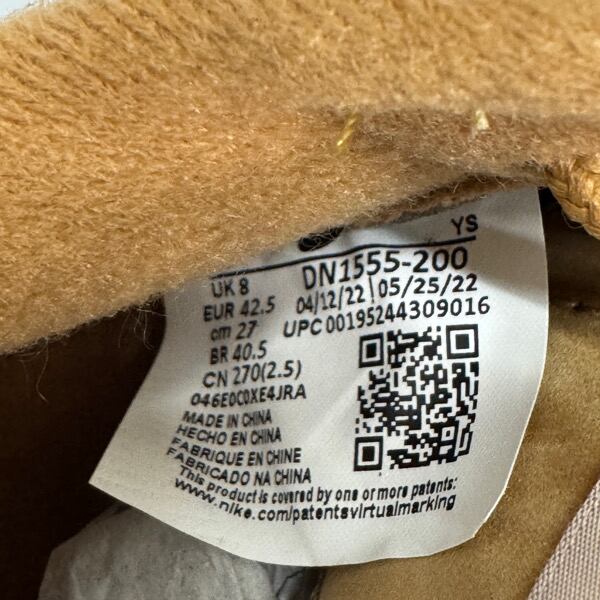 YS
UK 8
DN1555-200
EUR 42.5
04/12/22 05/25/22
cm 27
UPC 00195244309016
BR 40.5
CN 270(2.5)
046E0C0XE4JRA
MADE IN CHINA
HECHO EN CHINA
FABRIQUE EN CHINE
FABRICADO NA CHINA
This product is covered by one or more patents:
www.nike.com/patentsvirtualmarking